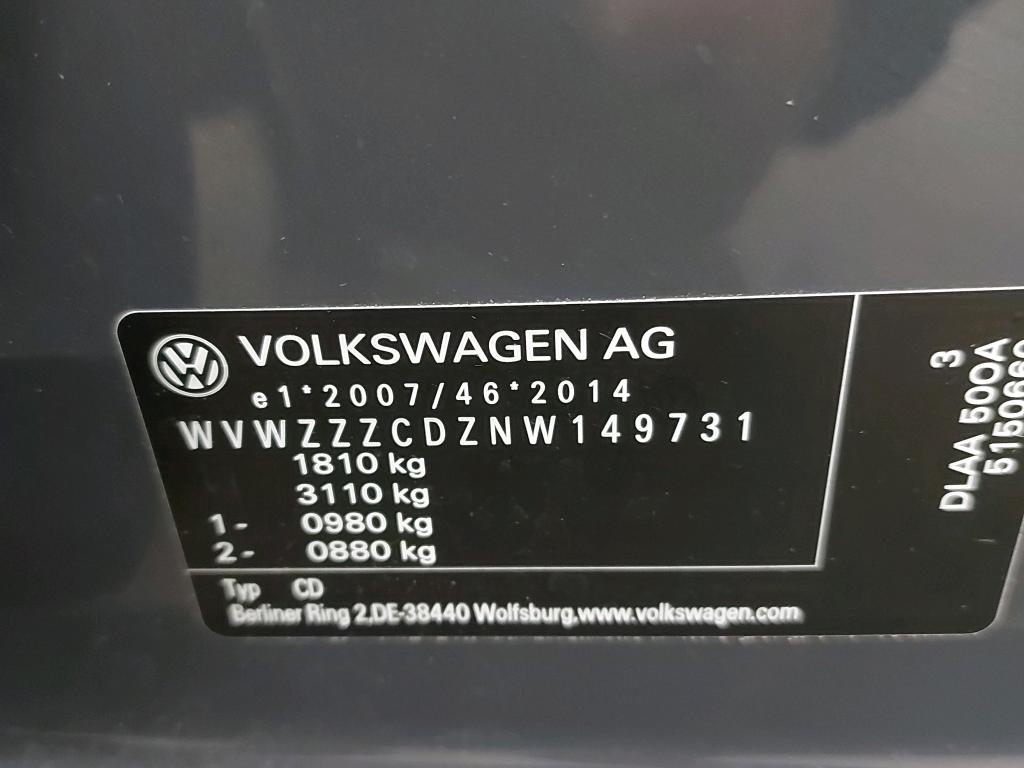 VOLKSWAGEN AG
e1*2007/46*2014
WVWZZZCDZNW149731
1810 kg
3110 kg
1- 0980 kg
2- 0880 kg
Typ CD
Berliner Ring 2,DE-38440 Wolfsburg,www.volkswagen.com
3
DLAA 500A